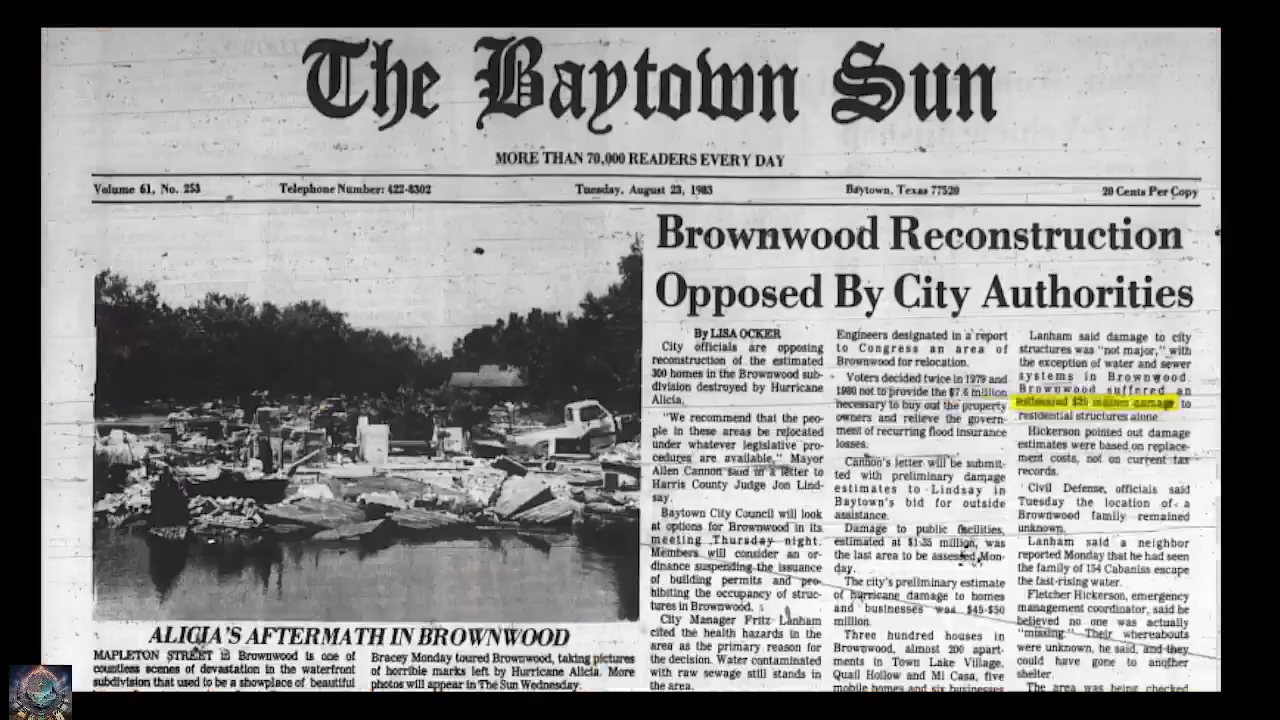 The Baytown Sun
MORE THAN 70,000 READERS EVERY DAY
Volume 61, No. 253
Telephone Number: 422-8302
Tuesday, August 23, 1983
Baytown, Texas 77520
20 Cents Per Copy
Brownwood Reconstruction
Opposed By City Authorities
By LISA OCKER
City officials are opposing
reconstruction of the estimated
300 homes in the Brownwood sub-
division destroyed by Hurricane
Alicia.
"We recommend that the peo-
ple in these areas be relocated
under whatever legislative pro-
cedures are available," Mayor
Allen Cannon said in a letter to
Harris County Judge Jon Lind-
say.
Baytown City Council will look
at options for Brownwood in its
meeting Thursday night.
Members will consider an or-
dinance suspending the issuance
of building permits and pro-
hibiting the occupancy of struc-
tures in Brownwood.
City Manager Fritz Lanham
cited the health hazards in the
area as the primary reason for
the decision. Water contaminated
with raw sewage still stands in
the area.
Engineers designated in a report
to Congress an area of
Brownwood for relocation.
Voters decided twice in 1979 and
1980 not to provide the $7.6 million
necessary to buy out the property
owners and relieve the govern-
ment of recurring flood insurance
losses.
Cannon's letter will be submit-
ted with preliminary damage
estimates to Lindsay in
Baytown's bid for outside
assistance.
Damage to public facilities,
estimated at $1.35 million, was
the last area to be assessed Mon-
day.
The city's preliminary estimate
of hurricane damage to homes
and businesses was $45-$50
million.
Three hundred houses in
Brownwood, almost 200 apart-
ments in Town Lake Village,
Quail Hollow and Mi Casa, five
mobile homes and six businesses
Lanham said damage to city
structures was "not major," with
the exception of water and sewer
systems in Brownwood.
Brownwood suffered an
estimated million damage to
residential structures alone.
Hickerson pointed out damage
estimates were based on replace-
ment costs, not on current tax
records.
Civil Defense officials said
Tuesday the location of a
Brownwood family remained
unknown.
Lanham said a neighbor
reported Monday that he had seen
the family of 154 Cabaniss escape
the fast-rising water.
Fletcher Hickerson, emergency
management coordinator, said he
believed no one was actually
"missing." Their whereabouts
were unknown, he said, and they
could have gone to another
shelter.
The area was being checked
ALICIA'S AFTERMATH IN BROWNWOOD
MAPLETON STREET in Brownwood is one of
countless scenes of devastation in the waterfront
subdivision that used to be a showplace of beautiful
Bracey Monday toured Brownwood, taking pictures
of horrible marks left by Hurricane Alicia. More
photos will appear in The Sun Wednesday.